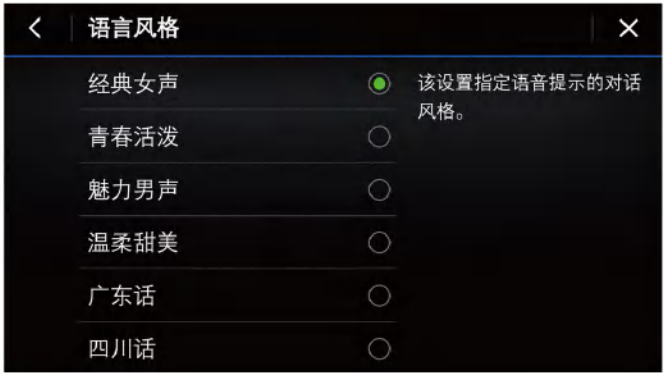 语言风格
经典女声
该设置指定语音提示的对话
风格。
青春活泼
魅力男声
温柔甜美
广东话
四川话